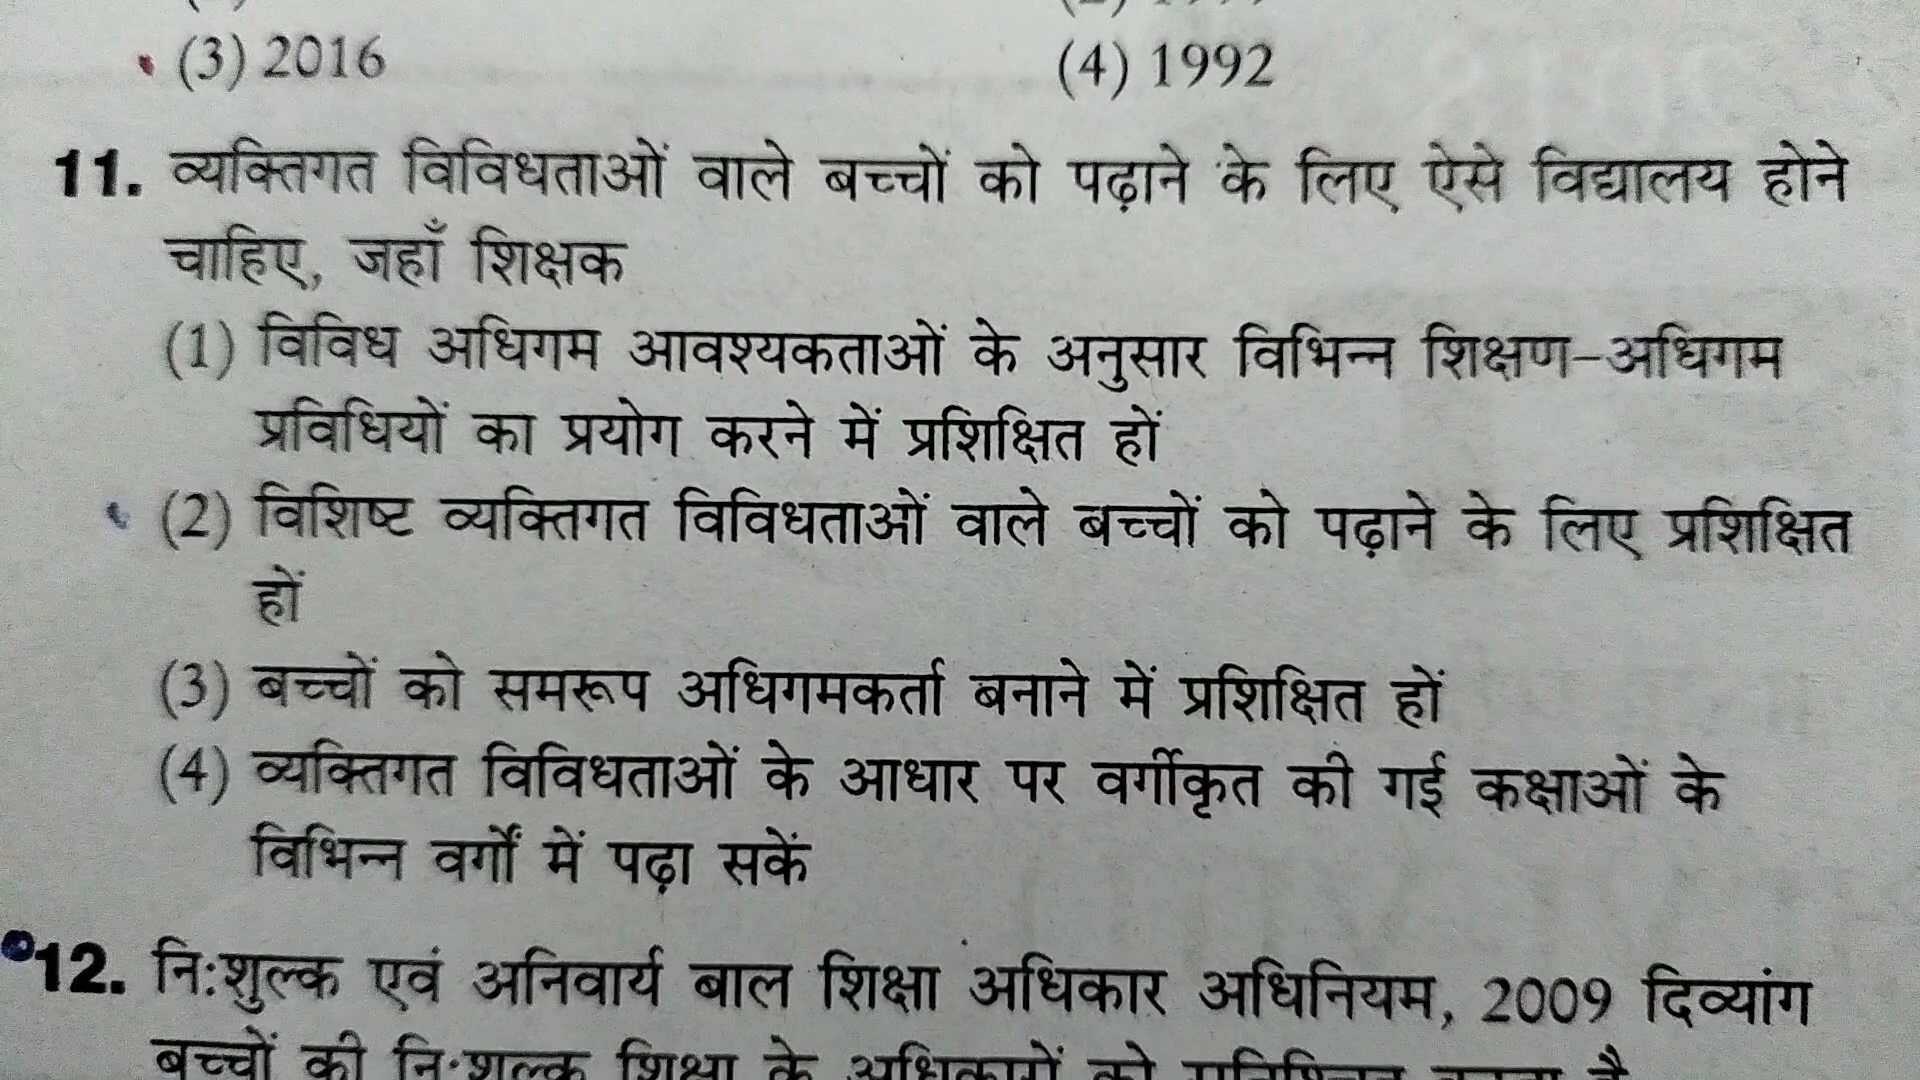 (3) 2016
(4) 1992
11. व्यक्तिगत विविधताओं वाले बच्चों को पढ़ाने के लिए ऐसे विद्यालय होने
चाहिए, जहाँ शिक्षक
(1) विविध अधिगम आवश्यकताओं के अनुसार विभिन्न शिक्षण-अधिगम
प्रविधियों का प्रयोग करने में प्रशिक्षित हों
(2) विशिष्ट व्यक्तिगत विविधताओं वाले बच्चों को पढ़ाने के लिए प्रशिक्षित
हों
(3) बच्चों को समरूप अधिगमकर्ता बनाने में प्रशिक्षित हों
(4) व्यक्तिगत विविधताओं के आधार पर वर्गीकृत की गई कक्षाओं के
विभिन्न वर्गों में पढ़ा सकें
12. नि:शुल्क एवं अनिवार्य बाल शिक्षा अधिकार अधिनियम, 2009 दिव्यांग
बच्चों की नि:शुल्क शिक्षा के अधिकारों को सुनिश्चित करता है